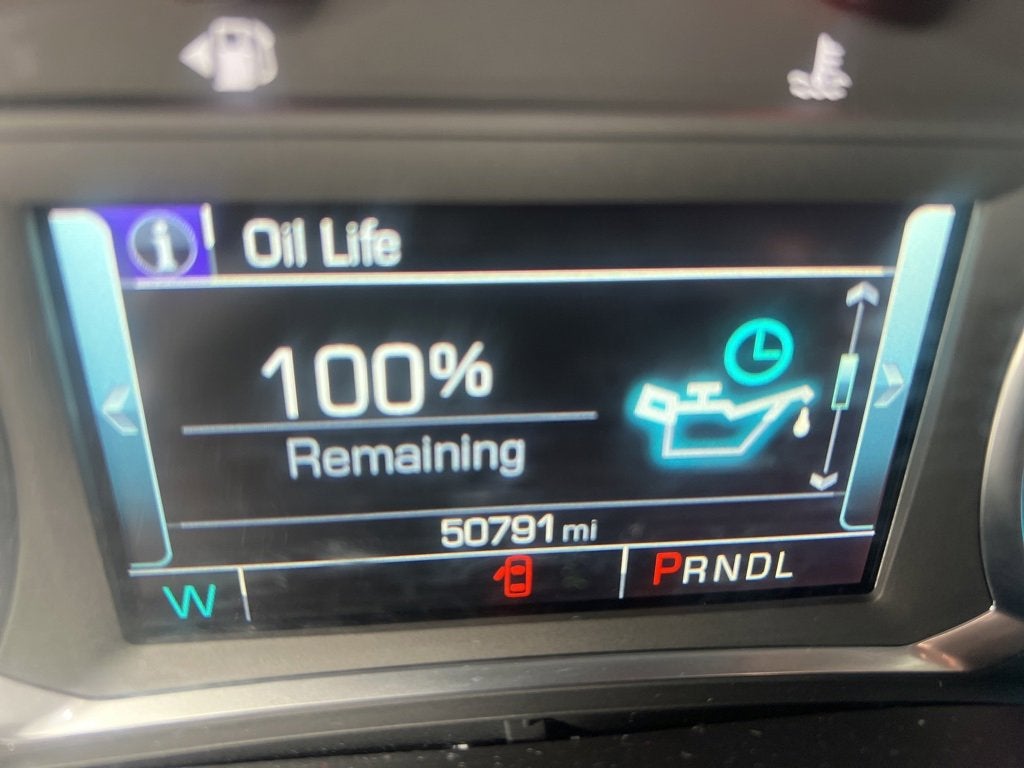 Oil Life
100%
Remaining
50791 mi
W
PRNDL